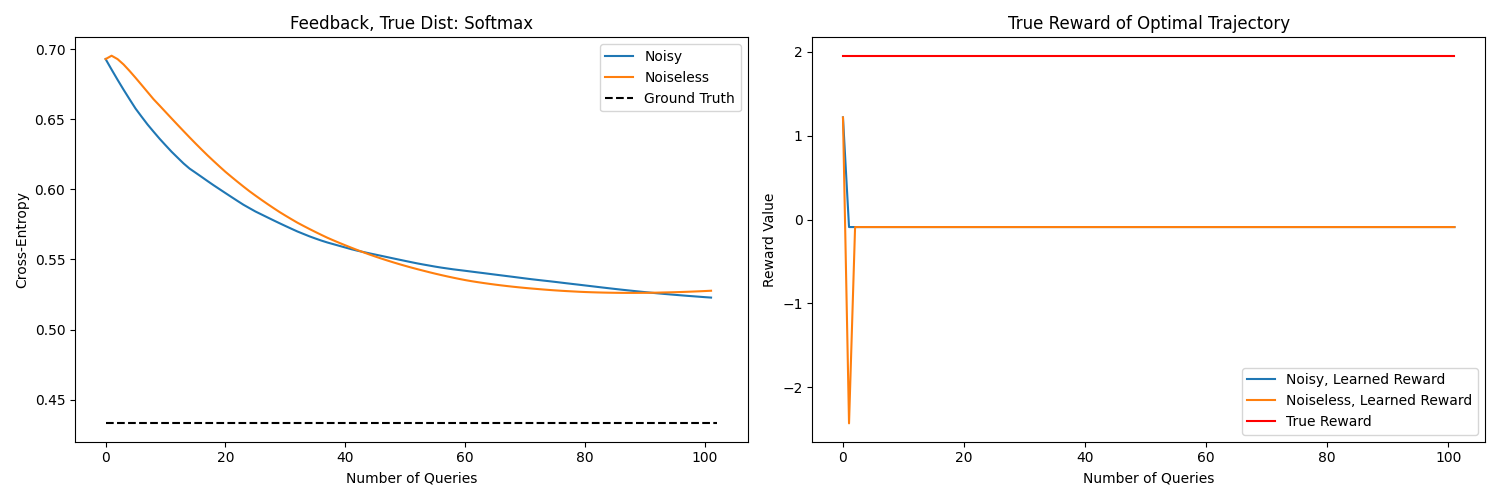 Feedback, True Dist: Softmax
Cross-Entropy
0.70
0.65
0.60
0.55
0.50
0.45
Noisy
Noiseless
Ground Truth
0 20 40 60 80 100
Number of Queries
True Reward of Optimal Trajectory
Reward Value
2
1
0
−1
−2
Noisy, Learned Reward
Noiseless, Learned Reward
True Reward
0 20 40 60 80 100
Number of Queries